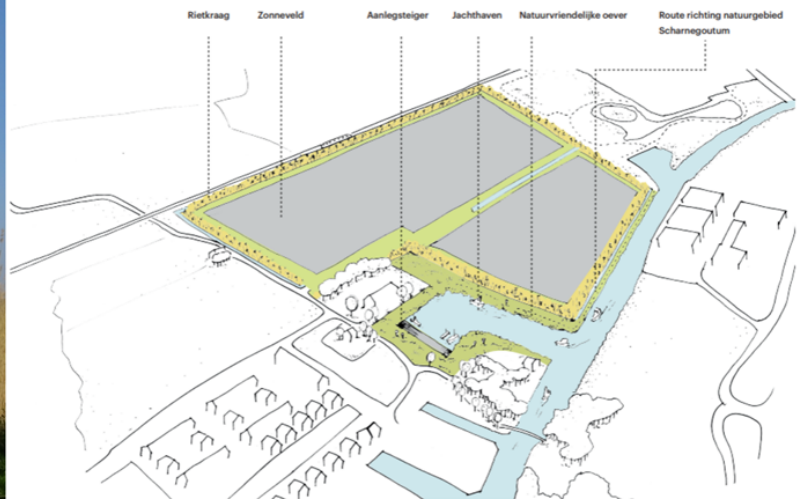 Rietkraag
Zonneveld
Aanlegsteiger
Jachthaven
Natuurvriendelijke oever
Route richting natuurgebied
Scharnegoutum